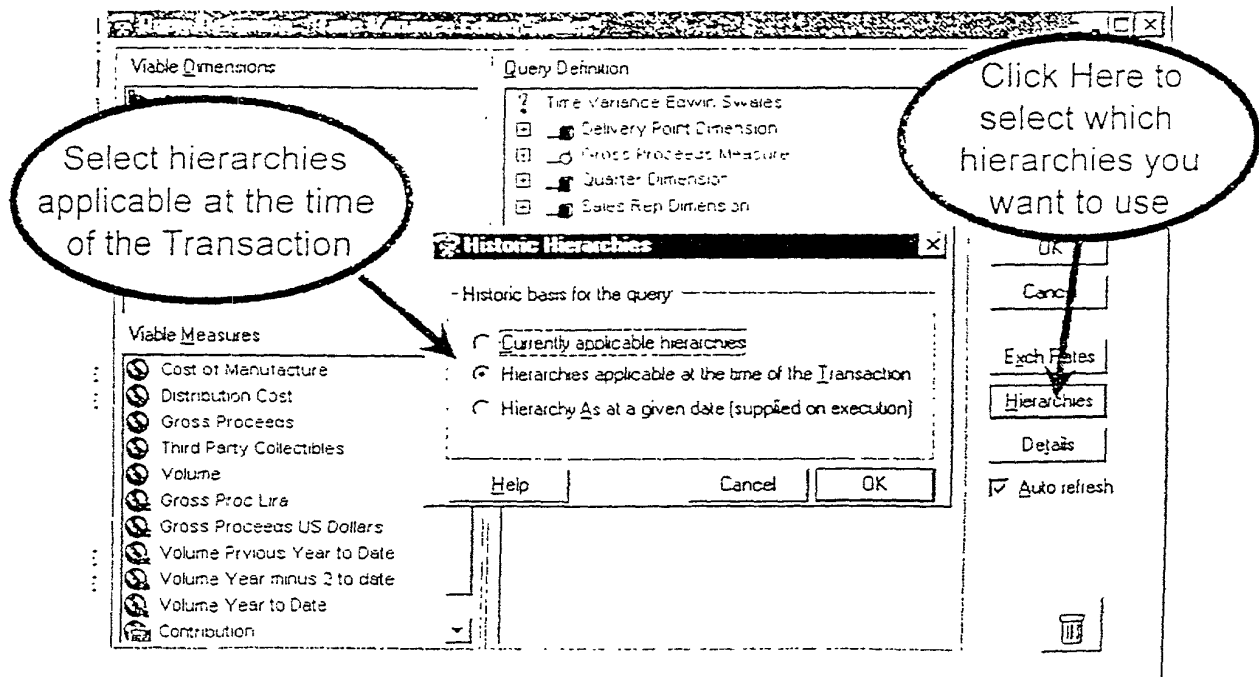 Viable Dimensions
Query Definition
Click Here to
select which
hierarchies you
want to use
Select hierarchies
applicable at the time
of the Transaction
? Time Variance Edwin Swales
Delivery Point Dimension
Gross Proceeds Measure
Quarter Dimension
Sales Rep Dimension
Historic Hierarchies
Historic basis for the query
Currently applicable hierarchies
Hierarchies applicable at the time of the Transaction
Hierarchy As at a given date (supplied on execution)
Help
Cancel
OK
OK
Cancel
Exch Rates
Hierarchies
Details
Auto refresh
Viable Measures
Cost of Manufacture
Distribution Cost
Gross Proceeds
Third Party Collectibles
Volume
Gross Proc Lira
Gross Proceeds US Dollars
Volume Prvious Year to Date
Volume Year minus 2 to date
Volume Year to Date
Contribution